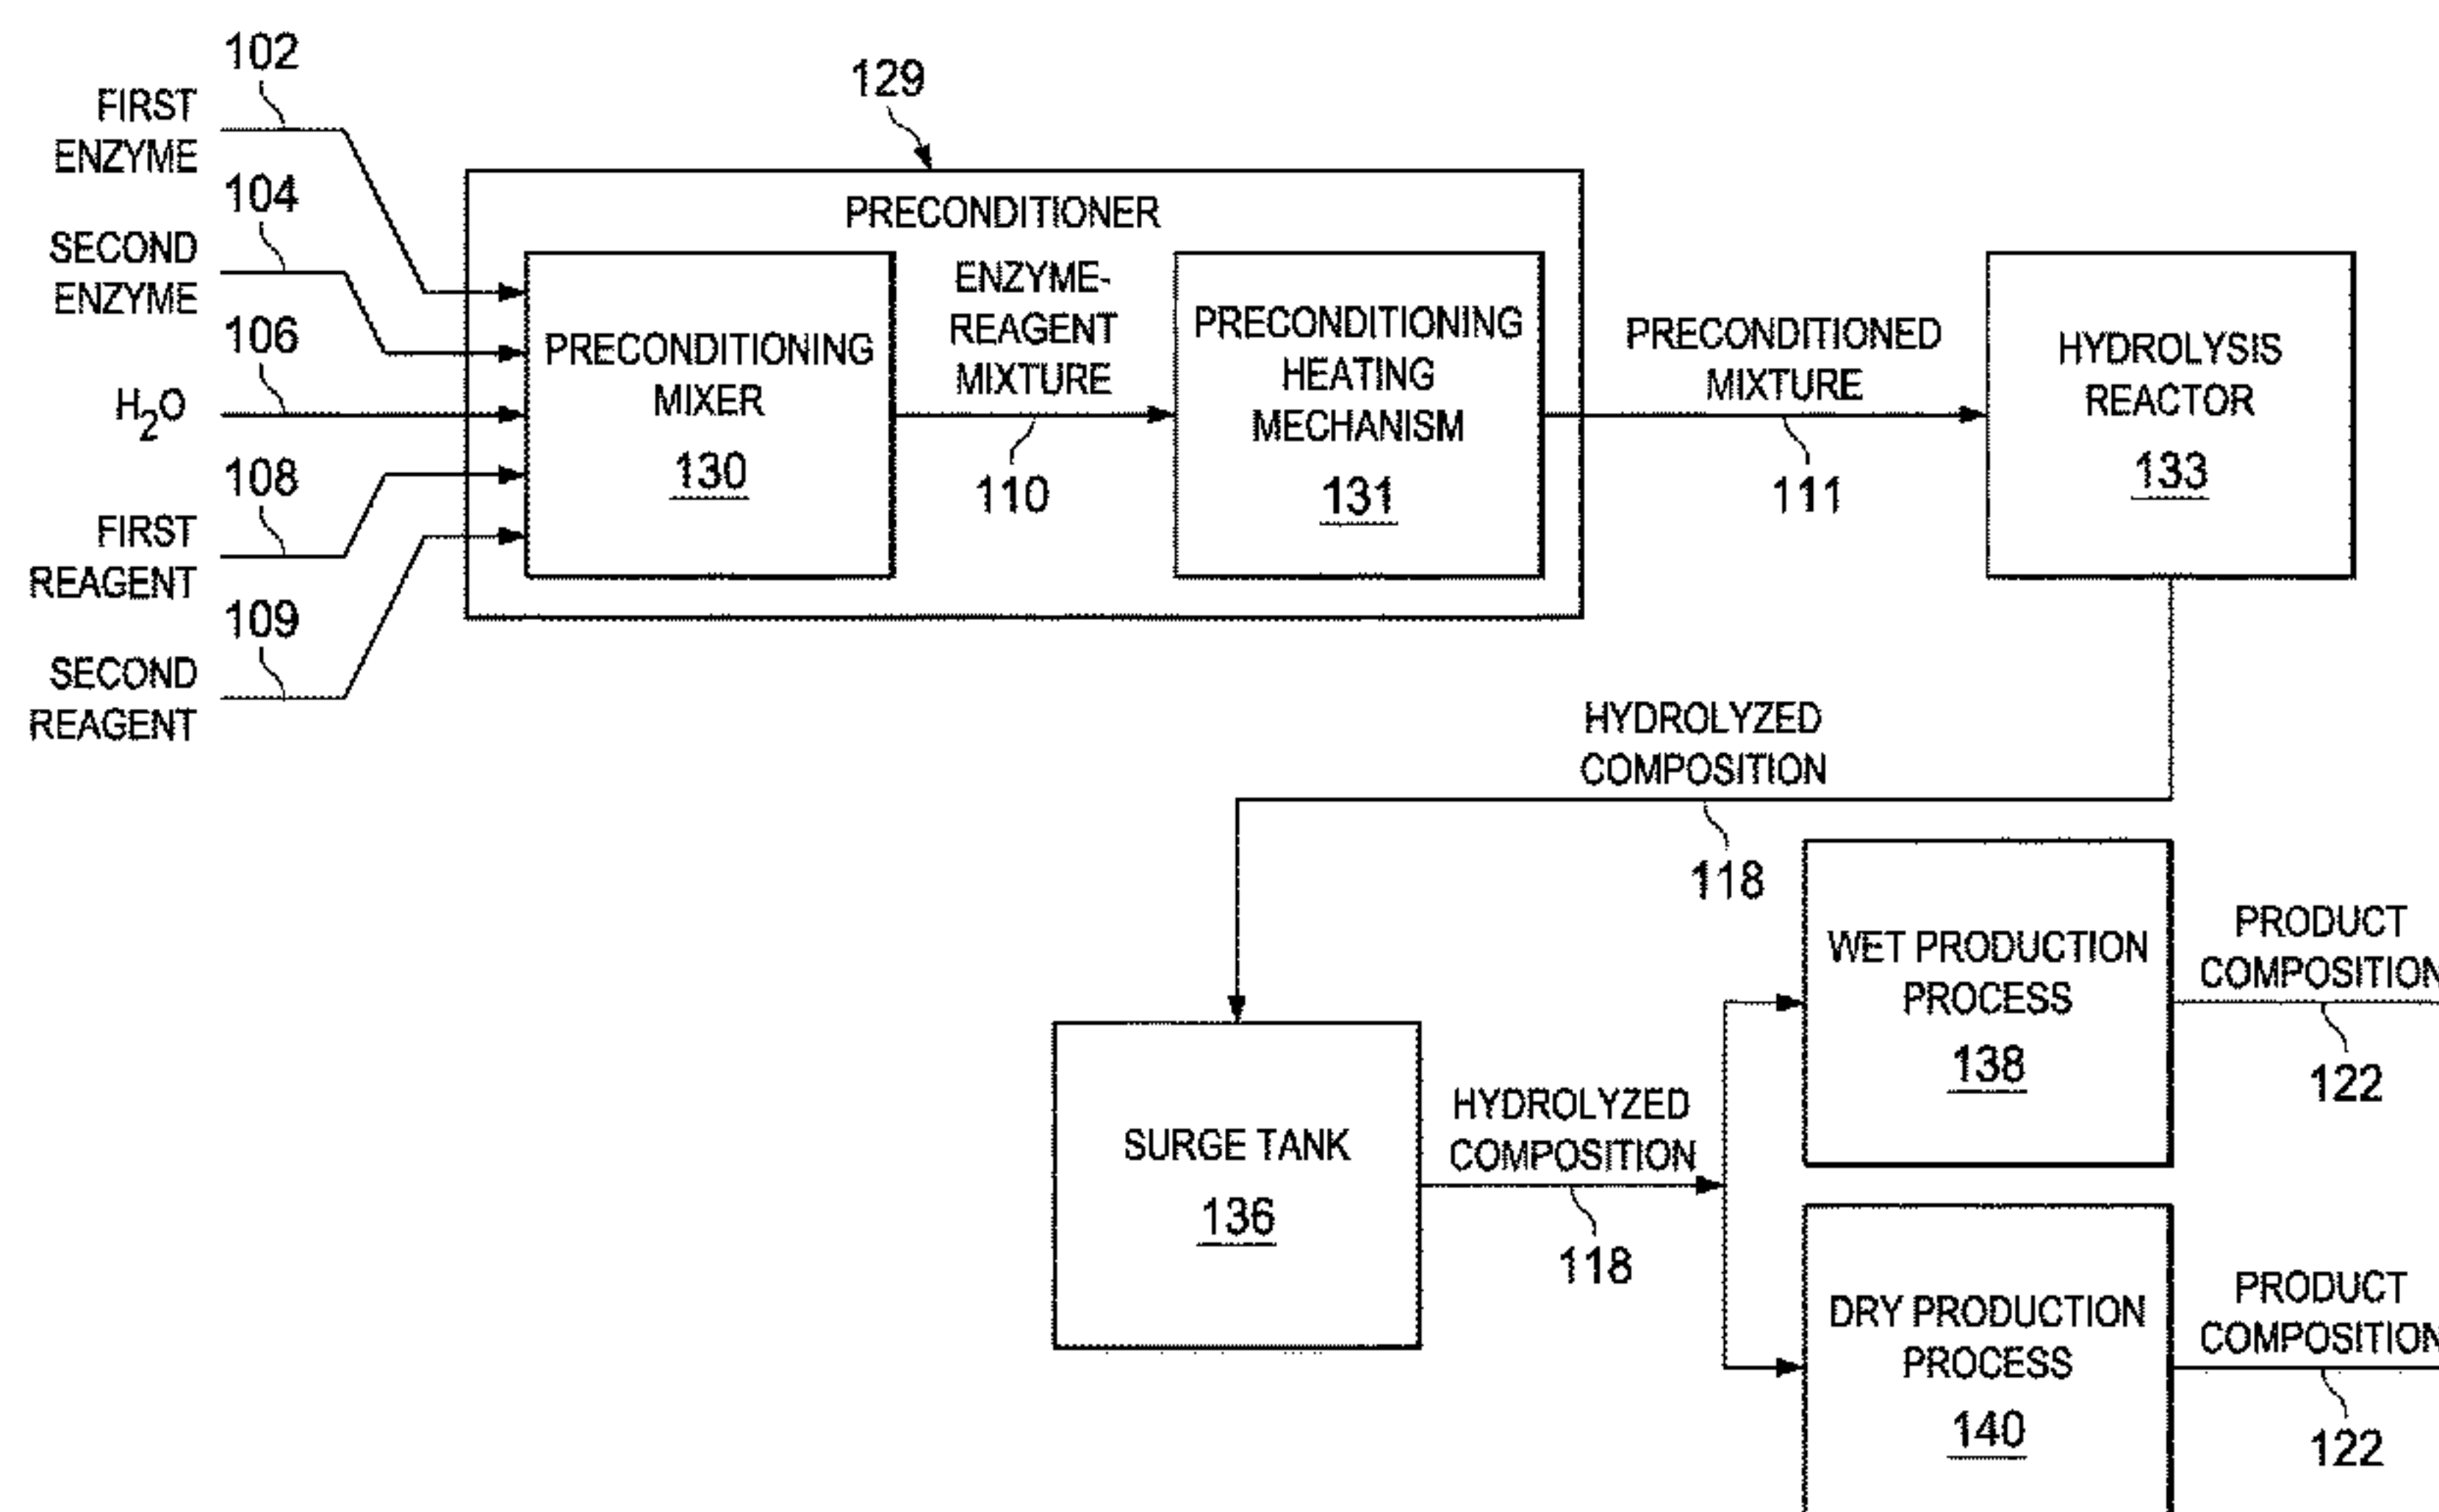 102
FIRST
ENZYME
104
SECOND
ENZYME
106
H2O
108
FIRST
REAGENT
109
SECOND
REAGENT
129
PRECONDITIONER
PRECONDITIONING
MIXER
130
ENZYME-
REAGENT
MIXTURE
110
PRECONDITIONING
HEATING
MECHANISM
131
PRECONDITIONED
MIXTURE
111
HYDROLYSIS
REACTOR
133
HYDROLYZED
COMPOSITION
118
SURGE TANK
136
HYDROLYZED
COMPOSITION
118
WET PRODUCTION
PROCESS
138
PRODUCT
COMPOSITION
122
DRY PRODUCTION
PROCESS
140
PRODUCT
COMPOSITION
122